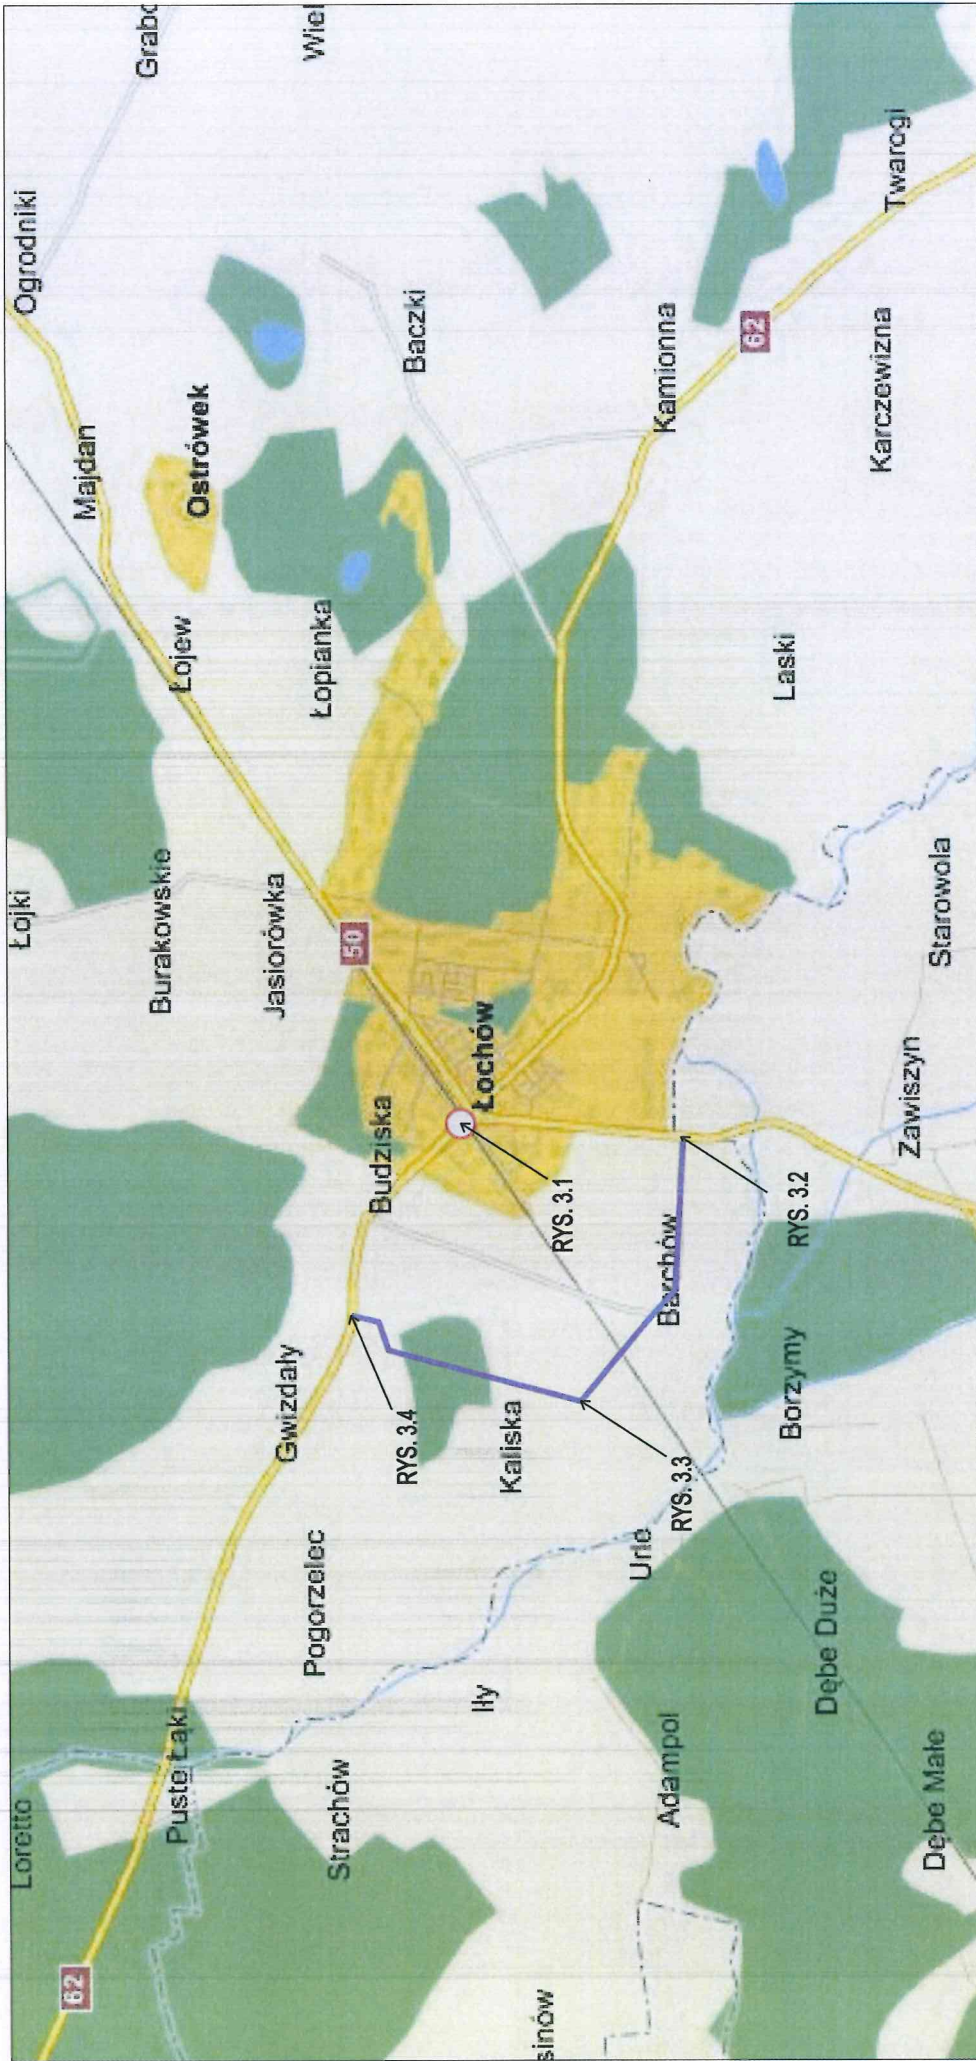 Loretto
Łojki
Ogrodniki
Grabo
62
Puste Łąki
Burakowskie
Łojew
Majdan
Ostrówek
Wiel
Strachów
Pogorzelec
Gwizdały
Jasiorówka
Łopianka
Budziska
50
RYS. 3.4
Baczki
sinów
Iły
Kaliska
Łochów
RYS. 3.1
Adampol
Urle
RYS. 3.3
Barchów
Kamionna
62
RYS. 3.2
Borzymy
Laski
Dębe Duże
Karczewizna
Twarogi
Dębe Małe
Zawiszyn
Starowola